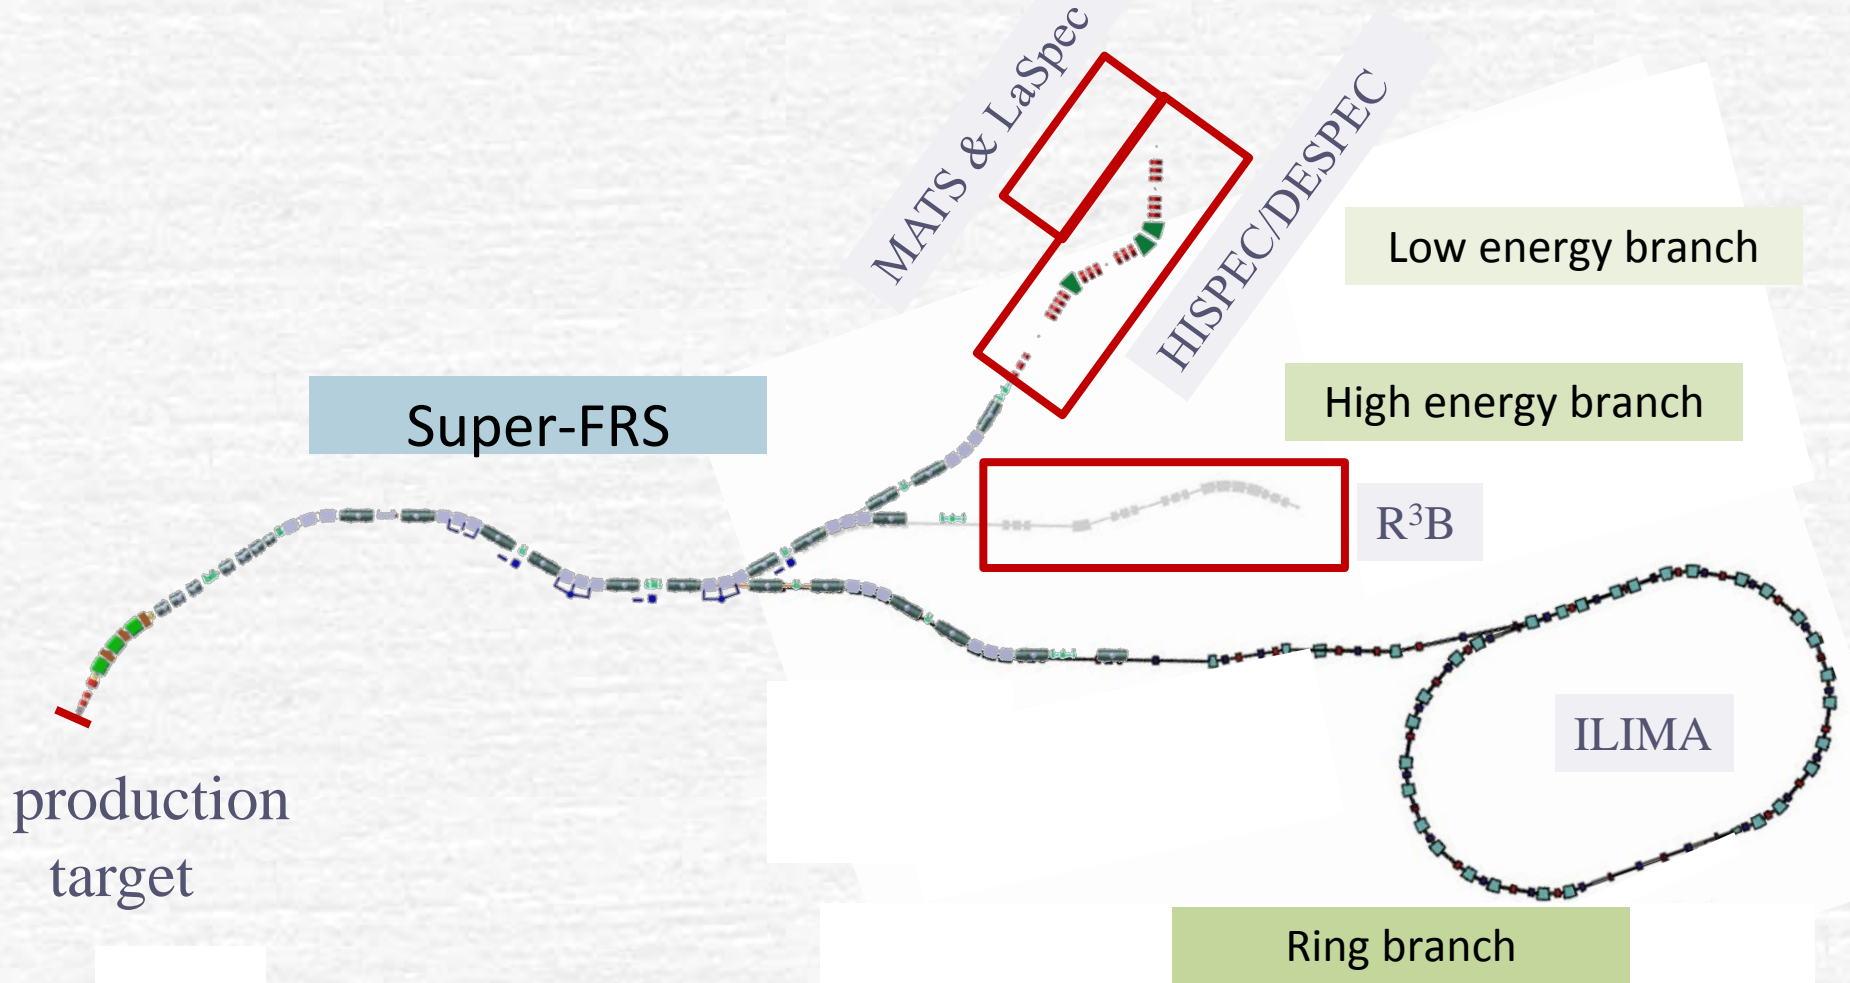 MATS & LaSpec
HISPEC/DESPEC
Low energy branch
High energy branch
Super-FRS
R³B
ILIMA
production
target
Ring branch